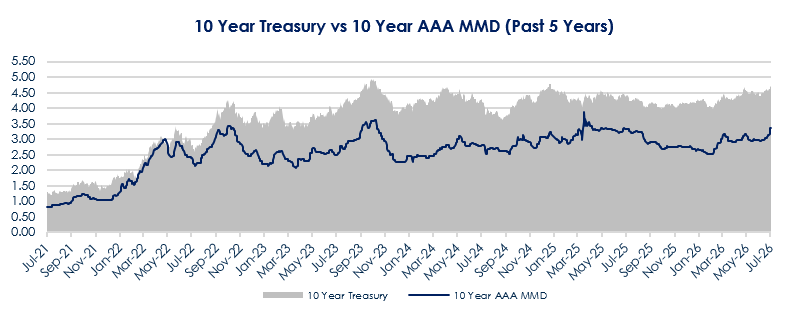 10 Year Treasury vs 10 Year AAA MMD (Past 5 Years)
5.50
5.00
4.50
4.00
3.50
3.00
2.50
2.00
1.50
1.00
0.50
0.00
Jul-21
Sep-21
Nov-21
Jan-22
Mar-22
May-22
Jul-22
Sep-22
Nov-22
Jan-23
Mar-23
May-23
Jul-23
Sep-23
Nov-23
Jan-24
Mar-24
May-24
Jul-24
Sep-24
Nov-24
Jan-25
Mar-25
May-25
Jul-25
Sep-25
Nov-25
Jan-26
Mar-26
May-26
Jul-26
10 Year Treasury
10 Year AAA MMD